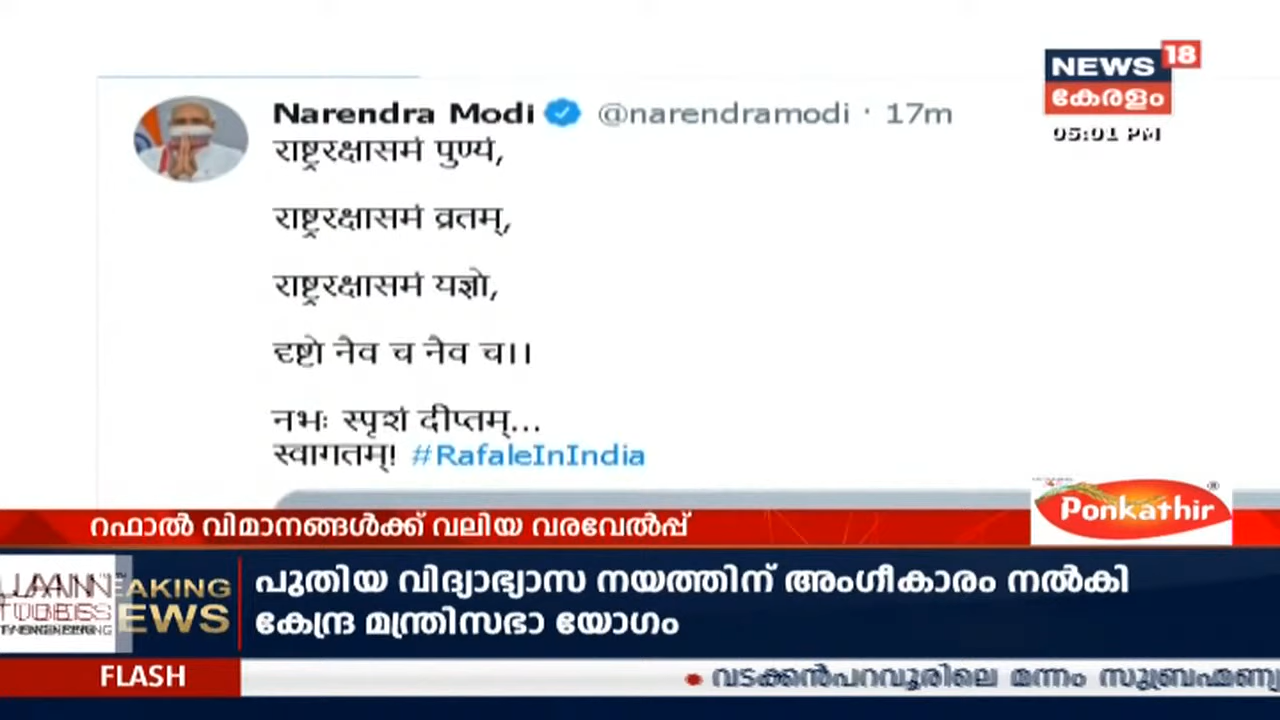 NEWS 18
കേരളം
05:01 PM
Narendra Modi @narendramodi · 17m
राष्ट्ररक्षासमं पुण्यं,
राष्ट्ररक्षासमं व्रतम्,
राष्ट्ररक्षासमं यज्ञो,
दृष्टो नैव च नैव च।।
नभः स्पृशं दीप्तम्...
स्वागतम्! #RafaleInIndia
Ponkathir
റഫാൽ വിമാനങ്ങൾക്ക് വലിയ വരവേൽപ്പ്
EAKING
EWS
പുതിയ വിദ്യാഭ്യാസ നയത്തിന് അംഗീകാരം നൽകി
കേന്ദ്ര മന്ത്രിസഭാ യോഗം
FLASH
വടക്കൻപറവൂരിലെ മന്നം സുബ്രഹ്മണ്യ